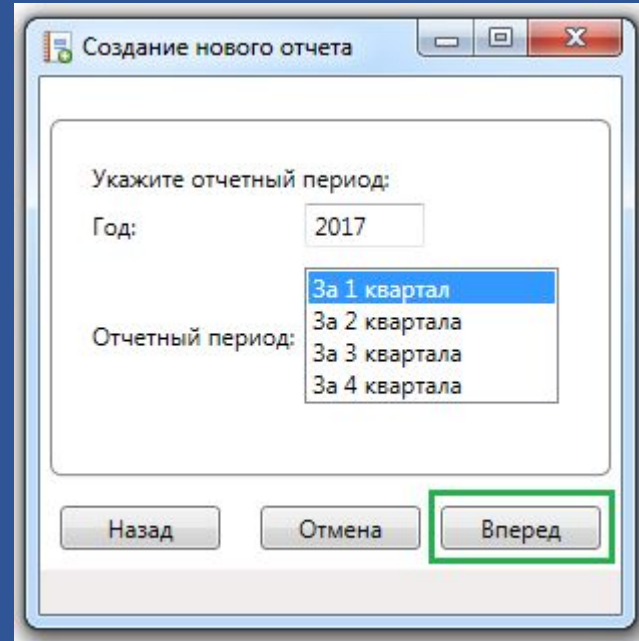 Создание нового отчета
Укажите отчетный период:
Год: 2017
За 1 квартал
За 2 квартала
Отчетный период:
За 3 квартала
За 4 квартала
Назад Отмена Вперед